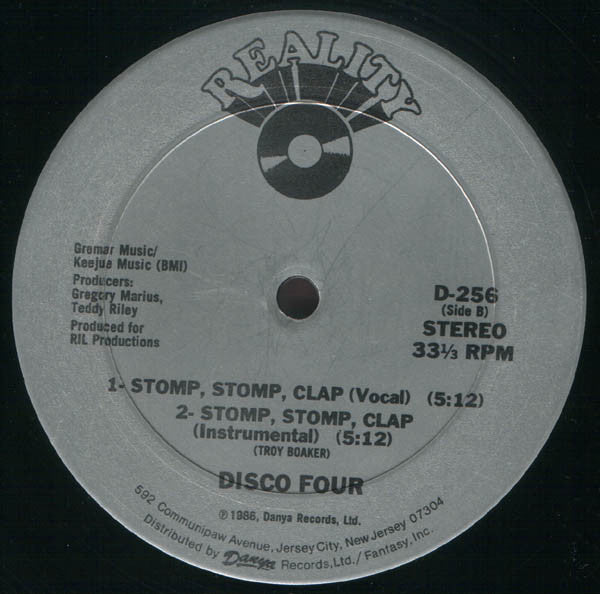 REALITY
Gremar Music/
Keejue Music (BMI)
Producers:
Gregory Marius,
Teddy Riley
Produced for
RIL Productions
D-256
(Side B)
STEREO
33⅓ RPM
1- STOMP, STOMP, CLAP (Vocal) (5:12)
2- STOMP, STOMP, CLAP
(Instrumental) (5:12)
(TROY BOAKER)
DISCO FOUR
℗ 1986, Danya Records, Ltd.
592 Communipaw Avenue, Jersey City, New Jersey 07304
Distributed by Danya Records, Ltd./ Fantasy, Inc.